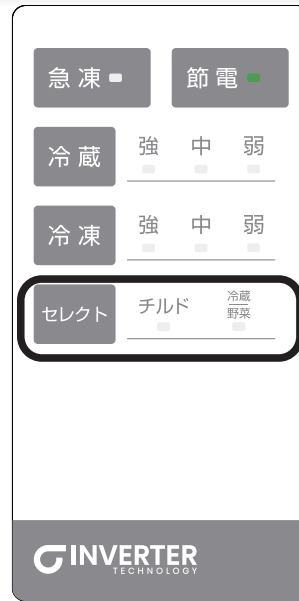 急凍 節電
冷蔵 強 中 弱
冷凍 強 中 弱
セレクト チルド 冷蔵
野菜
INVERTER
TECHNOLOGY